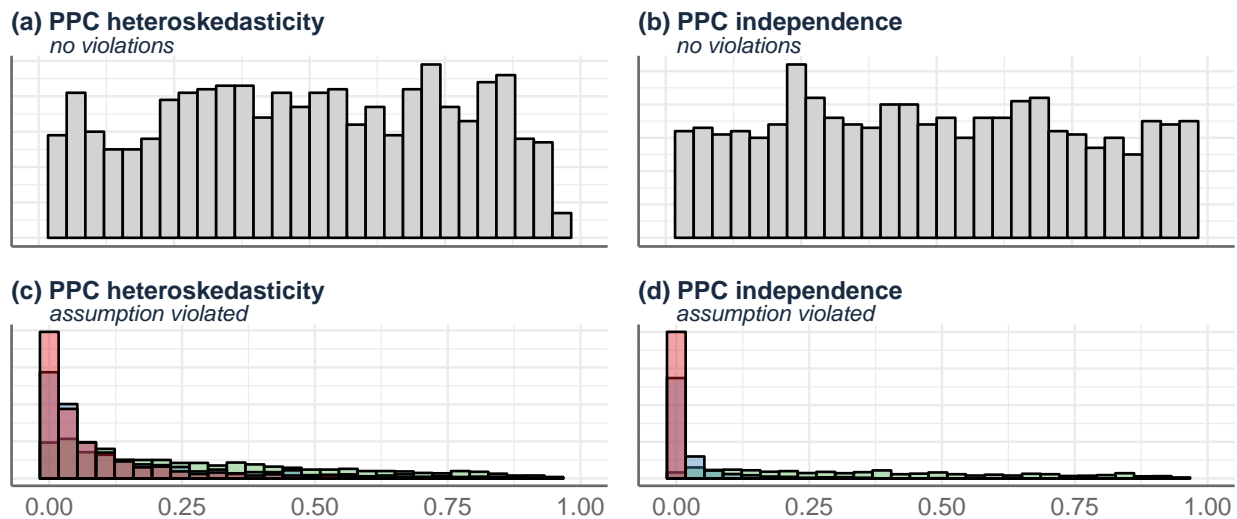 (a) PPC heteroskedasticity
no violations
(b) PPC independence
no violations
(c) PPC heteroskedasticity
assumption violated
(d) PPC independence
assumption violated
0.00 0.25 0.50 0.75 1.00
0.00 0.25 0.50 0.75 1.00